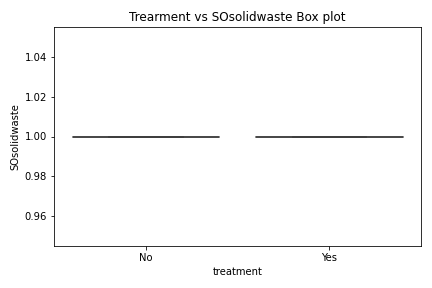 Trearment vs SOsolidwaste Box plot
1.04
1.02
1.00
0.98
0.96
SOsolidwaste
No
Yes
treatment